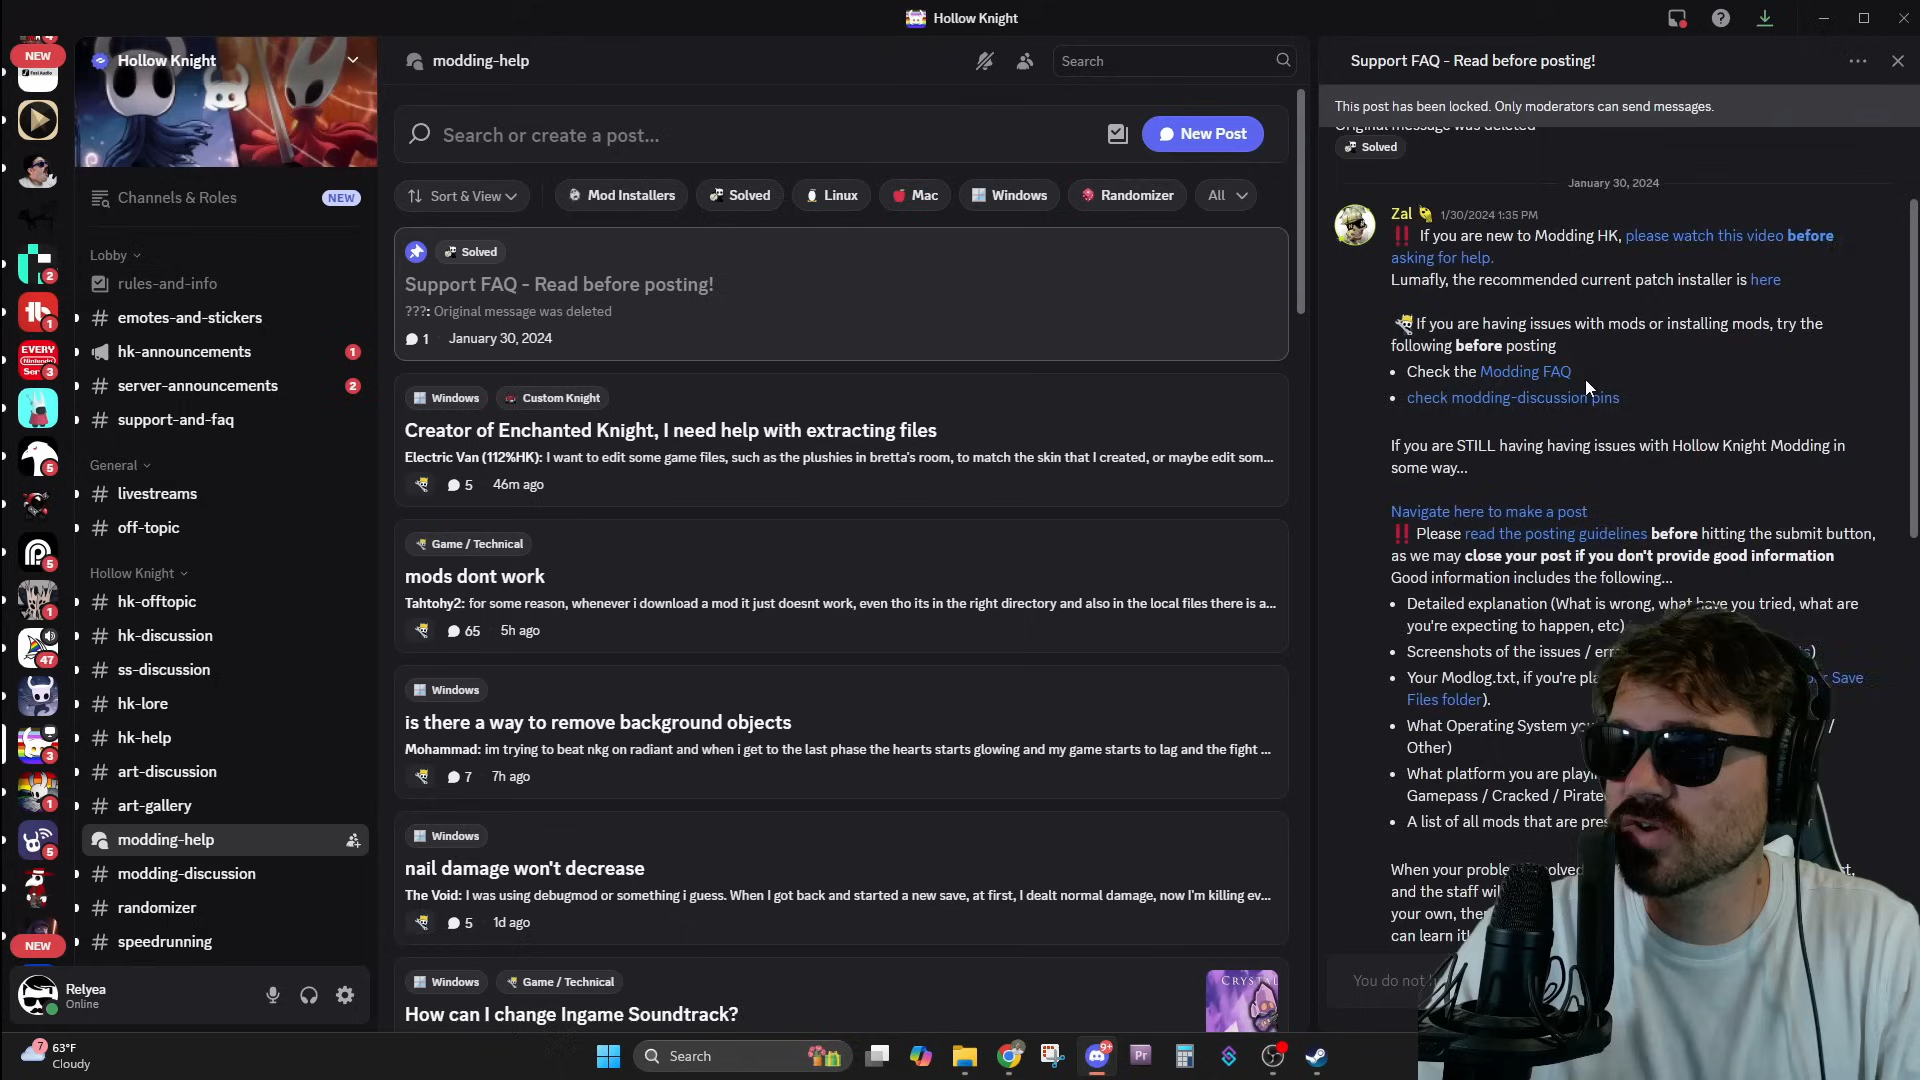 Hollow Knight
NEW
Hollow Knight
modding-help
Search
Support FAQ - Read before posting!
Channels & Roles
NEW
Lobby
rules-and-info
emotes-and-stickers
hk-announcements
1
server-announcements
2
support-and-faq
General
livestreams
off-topic
Hollow Knight
hk-offtopic
hk-discussion
ss-discussion
hk-lore
hk-help
art-discussion
art-gallery
modding-help
modding-discussion
randomizer
speedrunning
2
1
EVERY
3
5
5
1
47
3
1
5
NEW
Relyea
Online
Search or create a post...
New Post
Sort & View
Mod Installers
Solved
Linux
Mac
Windows
Randomizer
All
Solved
Support FAQ - Read before posting!
???: Original message was deleted
1 January 30, 2024
Windows
Custom Knight
Creator of Enchanted Knight, I need help with extracting files
Electric Van (112%HK): I want to edit some game files, such as the plushies in bretta's room, to match the skin that I created, or maybe edit som...
5 46m ago
Game / Technical
mods dont work
Tahtohy2: for some reason, whenever i download a mod it just doesnt work, even tho its in the right directory and also in the local files there is a...
65 5h ago
Windows
is there a way to remove background objects
Mohammad: im trying to beat nkg on radiant and when i get to the last phase the hearts starts glowing and my game starts to lag and the fight ...
7 7h ago
Windows
nail damage won't decrease
The Void: I was using debugmod or something i guess. When I got back and started a new save, at first, I dealt normal damage, now I'm killing ev...
5 1d ago
Windows
Game / Technical
How can I change Ingame Soundtrack?
CRYSTAL
This post has been locked. Only moderators can send messages.
Original message was deleted
Solved
January 30, 2024
Zal 1/30/2024 1:35 PM
‼️ If you are new to Modding HK, please watch this video before
asking for help.
Lumafly, the recommended current patch installer is here
If you are having issues with mods or installing mods, try the
following before posting
• Check the Modding FAQ
• check modding-discussion pins
If you are STILL having having issues with Hollow Knight Modding in
some way...
Navigate here to make a post
‼️ Please read the posting guidelines before hitting the submit button,
as we may close your post if you don't provide good information
Good information includes the following...
• Detailed explanation (What is wrong, what have you tried, what are
you're expecting to happen, etc)
• Screenshots of the issues / 
• Your Modlog.txt, if you're Save
Files folder).
• What Operating System /
Other)
• What platform you are
Gamepass / Cracked /
• A list of all mods that are
When your
and the staff
your own,
can learn
You do not
7
63°F
Cloudy
Search
9+
Pr